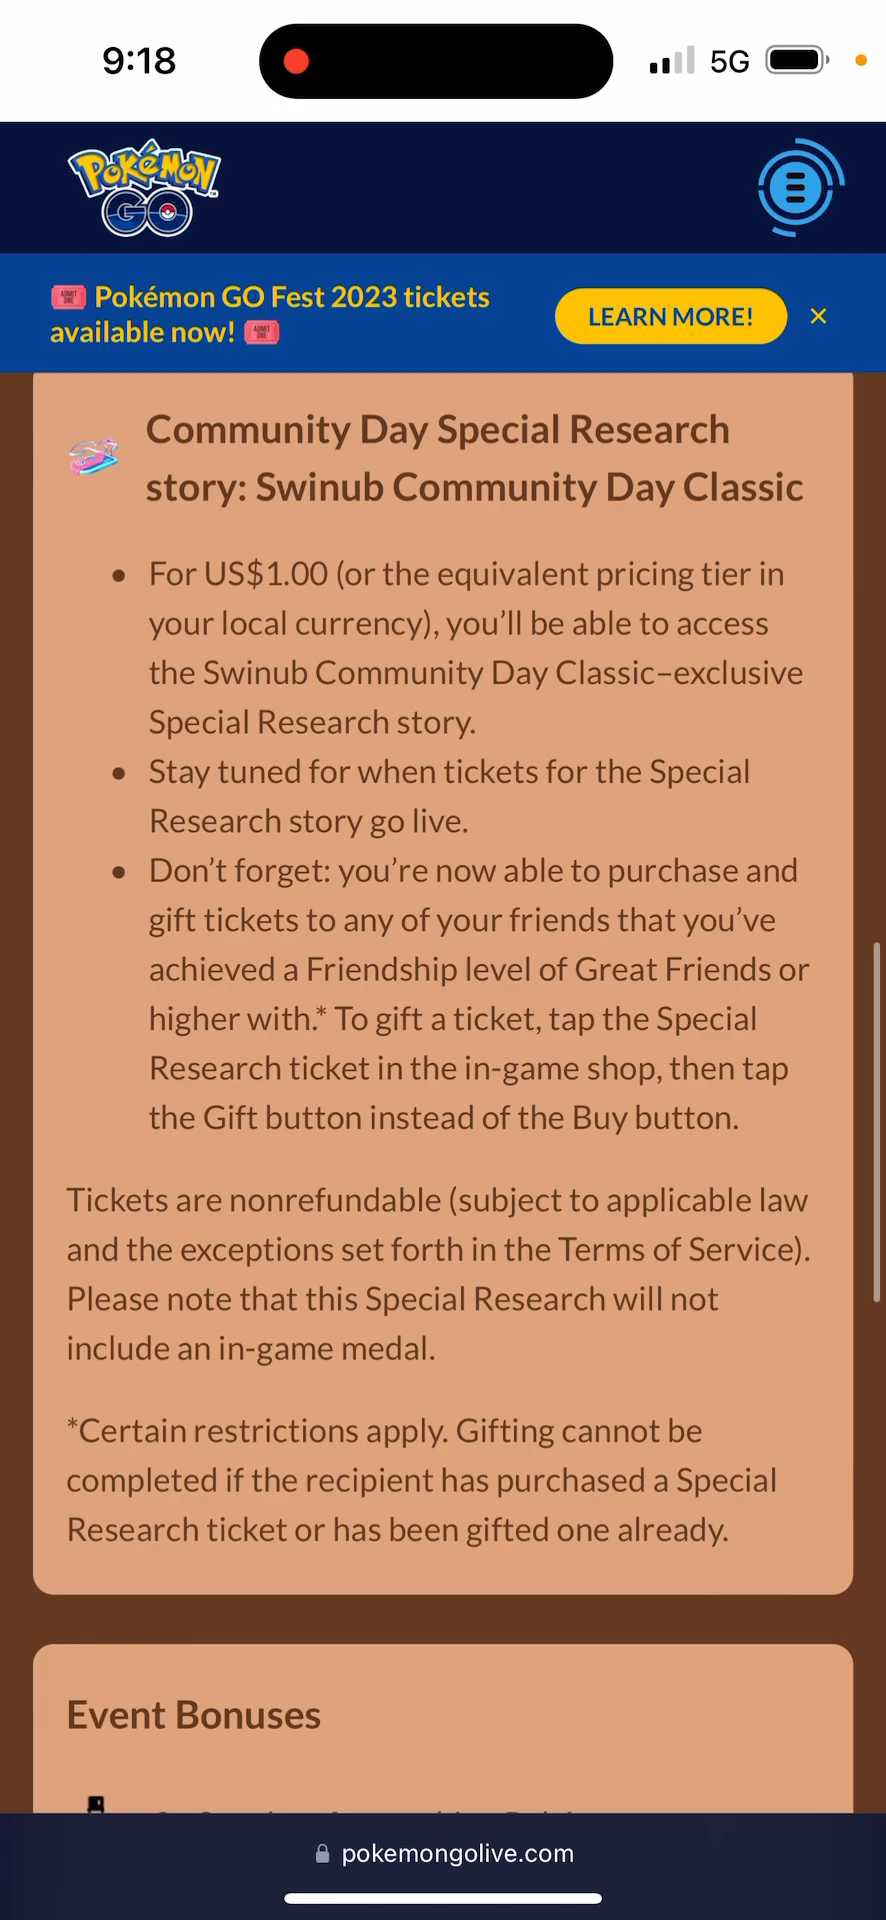 9:18
5G
POKéMON
GO
ADMIT ONE Pokémon GO Fest 2023 tickets
available now! ADMIT ONE
LEARN MORE!
×
Community Day Special Research
story: Swinub Community Day Classic
• For US$1.00 (or the equivalent pricing tier in
your local currency), you’ll be able to access
the Swinub Community Day Classic–exclusive
Special Research story.
• Stay tuned for when tickets for the Special
Research story go live.
• Don’t forget: you’re now able to purchase and
gift tickets to any of your friends that you’ve
achieved a Friendship level of Great Friends or
higher with.* To gift a ticket, tap the Special
Research ticket in the in-game shop, then tap
the Gift button instead of the Buy button.
Tickets are nonrefundable (subject to applicable law
and the exceptions set forth in the Terms of Service).
Please note that this Special Research will not
include an in-game medal.
*Certain restrictions apply. Gifting cannot be
completed if the recipient has purchased a Special
Research ticket or has been gifted one already.
Event Bonuses
pokemongolive.com